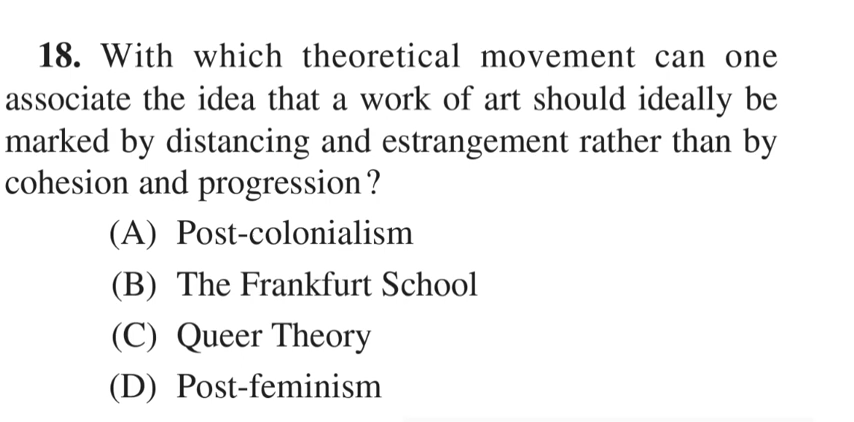 18. With which theoretical movement can one
associate the idea that a work of art should ideally be
marked by distancing and estrangement rather than by
cohesion and progression?
(A) Post-colonialism
(B) The Frankfurt School
(C) Queer Theory
(D) Post-feminism